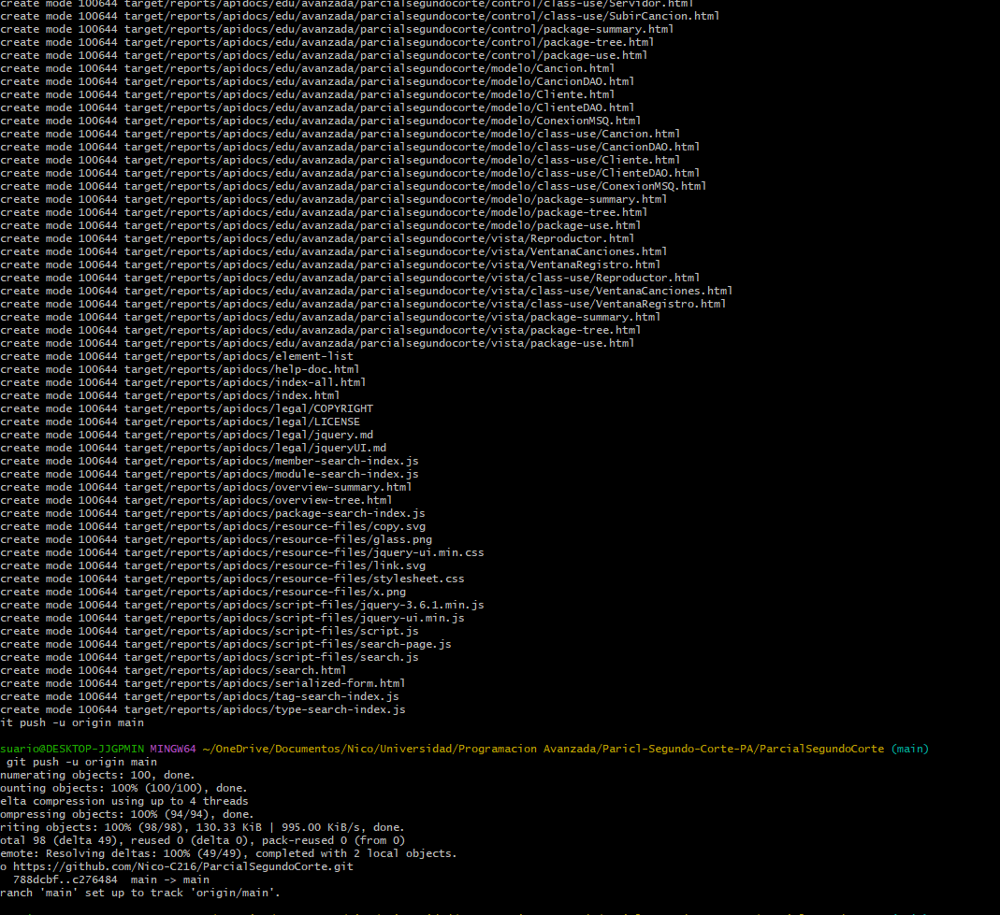 create mode 100644 target/reports/apidocs/edu/avanzada/parcialsegundocorte/control/class-use/Servidor.html
create mode 100644 target/reports/apidocs/edu/avanzada/parcialsegundocorte/control/class-use/SubirCancion.html
create mode 100644 target/reports/apidocs/edu/avanzada/parcialsegundocorte/control/package-summary.html
create mode 100644 target/reports/apidocs/edu/avanzada/parcialsegundocorte/control/package-tree.html
create mode 100644 target/reports/apidocs/edu/avanzada/parcialsegundocorte/control/package-use.html
create mode 100644 target/reports/apidocs/edu/avanzada/parcialsegundocorte/modelo/Cancion.html
create mode 100644 target/reports/apidocs/edu/avanzada/parcialsegundocorte/modelo/CancionDAO.html
create mode 100644 target/reports/apidocs/edu/avanzada/parcialsegundocorte/modelo/Cliente.html
create mode 100644 target/reports/apidocs/edu/avanzada/parcialsegundocorte/modelo/ClienteDAO.html
create mode 100644 target/reports/apidocs/edu/avanzada/parcialsegundocorte/modelo/ConexionMSQ.html
create mode 100644 target/reports/apidocs/edu/avanzada/parcialsegundocorte/modelo/class-use/Cancion.html
create mode 100644 target/reports/apidocs/edu/avanzada/parcialsegundocorte/modelo/class-use/CancionDAO.html
create mode 100644 target/reports/apidocs/edu/avanzada/parcialsegundocorte/modelo/class-use/Cliente.html
create mode 100644 target/reports/apidocs/edu/avanzada/parcialsegundocorte/modelo/class-use/ClienteDAO.html
create mode 100644 target/reports/apidocs/edu/avanzada/parcialsegundocorte/modelo/class-use/ConexionMSQ.html
create mode 100644 target/reports/apidocs/edu/avanzada/parcialsegundocorte/modelo/package-summary.html
create mode 100644 target/reports/apidocs/edu/avanzada/parcialsegundocorte/modelo/package-tree.html
create mode 100644 target/reports/apidocs/edu/avanzada/parcialsegundocorte/modelo/package-use.html
create mode 100644 target/reports/apidocs/edu/avanzada/parcialsegundocorte/vista/Reproductor.html
create mode 100644 target/reports/apidocs/edu/avanzada/parcialsegundocorte/vista/VentanaCanciones.html
create mode 100644 target/reports/apidocs/edu/avanzada/parcialsegundocorte/vista/VentanaRegistro.html
create mode 100644 target/reports/apidocs/edu/avanzada/parcialsegundocorte/vista/class-use/Reproductor.html
create mode 100644 target/reports/apidocs/edu/avanzada/parcialsegundocorte/vista/class-use/VentanaCanciones.html
create mode 100644 target/reports/apidocs/edu/avanzada/parcialsegundocorte/vista/class-use/VentanaRegistro.html
create mode 100644 target/reports/apidocs/edu/avanzada/parcialsegundocorte/vista/package-summary.html
create mode 100644 target/reports/apidocs/edu/avanzada/parcialsegundocorte/vista/package-tree.html
create mode 100644 target/reports/apidocs/edu/avanzada/parcialsegundocorte/vista/package-use.html
create mode 100644 target/reports/apidocs/element-list
create mode 100644 target/reports/apidocs/help-doc.html
create mode 100644 target/reports/apidocs/index-all.html
create mode 100644 target/reports/apidocs/index.html
create mode 100644 target/reports/apidocs/legal/COPYRIGHT
create mode 100644 target/reports/apidocs/legal/LICENSE
create mode 100644 target/reports/apidocs/legal/jquery.md
create mode 100644 target/reports/apidocs/legal/jqueryUI.md
create mode 100644 target/reports/apidocs/member-search-index.js
create mode 100644 target/reports/apidocs/module-search-index.js
create mode 100644 target/reports/apidocs/overview-summary.html
create mode 100644 target/reports/apidocs/overview-tree.html
create mode 100644 target/reports/apidocs/package-search-index.js
create mode 100644 target/reports/apidocs/resource-files/copy.svg
create mode 100644 target/reports/apidocs/resource-files/glass.png
create mode 100644 target/reports/apidocs/resource-files/jquery-ui.min.css
create mode 100644 target/reports/apidocs/resource-files/link.svg
create mode 100644 target/reports/apidocs/resource-files/stylesheet.css
create mode 100644 target/reports/apidocs/resource-files/x.png
create mode 100644 target/reports/apidocs/script-files/jquery-3.6.1.min.js
create mode 100644 target/reports/apidocs/script-files/jquery-ui.min.js
create mode 100644 target/reports/apidocs/script-files/script.js
create mode 100644 target/reports/apidocs/script-files/search-page.js
create mode 100644 target/reports/apidocs/script-files/search.js
create mode 100644 target/reports/apidocs/search.html
create mode 100644 target/reports/apidocs/serialized-form.html
create mode 100644 target/reports/apidocs/tag-search-index.js
create mode 100644 target/reports/apidocs/type-search-index.js
it push -u origin main
suario@DESKTOP-JJGPMIN MINGW64 ~/OneDrive/Documentos/Nico/Universidad/Programacion Avanzada/Paricl-Segundo-Corte-PA/ParcialSegundoCorte (main)
git push -u origin main
numerating objects: 100, done.
ounting objects: 100% (100/100), done.
elta compression using up to 4 threads
ompressing objects: 100% (94/94), done.
riting objects: 100% (98/98), 130.33 KiB | 995.00 KiB/s, done.
otal 98 (delta 49), reused 0 (delta 0), pack-reused 0 (from 0)
emote: Resolving deltas: 100% (49/49), completed with 2 local objects.
o https://github.com/Nico-C216/ParcialSegundoCorte.git
788dcbf..c276484 main -> main
ranch 'main' set up to track 'origin/main'.